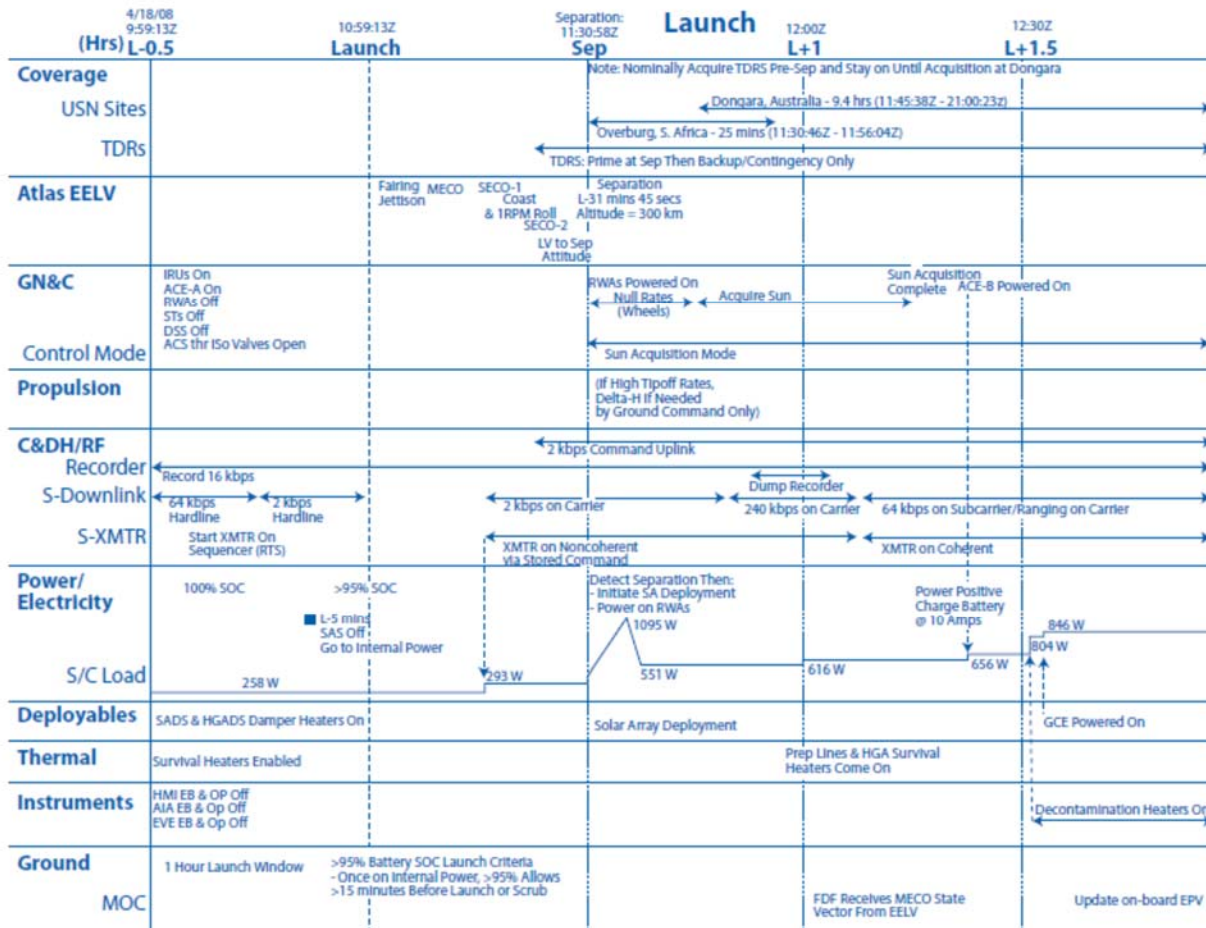 Launch
4/18/08
9:59:13Z
10:59:13Z
Separation:
11:30:58Z
12:00Z
12:30Z
(Hrs) L-0.5
Launch
Sep
L+1
L+1.5
Coverage
Note: Nominally Acquire TDRS Pre-Sep and Stay on Until Acquisition at Dongara
USN Sites
Dongara, Australia - 9.4 hrs (11:45:38Z - 21:00:23z)
Overburg, S. Africa - 25 mins (11:30:46Z - 11:56:04Z)
TDRs
TDRS: Prime at Sep Then Backup/Contingency Only
Atlas EELV
Fairing
Jettison
MECO
SECO-1
Coast
& 1RPM Roll
SECO-2
LV to Sep
Attitude
Separation
L-31 mins 45 secs
Altitude = 300 km
GN&C
IRUs On
ACE-A On
RWAs Off
STs Off
DSS Off
ACS thr ISo Valves Open
RWAs Powered On
Null Rates
(Wheels)
Acquire Sun
Sun Acquisition
Complete
ACE-B Powered On
Control Mode
Sun Acquisition Mode
Propulsion
(If High Tipoff Rates,
Delta-H If Needed
by Ground Command Only)
C&DH/RF
2 kbps Command Uplink
Recorder
Record 16 kbps
Dump Recorder
S-Downlink
64 kbps
Hardline
2 kbps
Hardline
2 kbps on Carrier
240 kbps on Carrier
64 kbps on Subcarrier/Ranging on Carrier
S-XMTR
Start XMTR On
Sequencer (RTS)
XMTR on Noncoherent
via Stored Command
XMTR on Coherent
Power/
Electricity
100% SOC
>95% SOC
L-5 mins
SAS Off
Go to Internal Power
Detect Separation Then:
- Initiate SA Deployment
- Power on RWAs
Power Positive
Charge Battery
@ 10 Amps
S/C Load
258 W
293 W
1095 W
551 W
616 W
656 W
804 W
846 W
Deployables
SADS & HGADS Damper Heaters On
Solar Array Deployment
GCE Powered On
Thermal
Survival Heaters Enabled
Prep Lines & HGA Survival
Heaters Come On
Instruments
HMI EB & OP Off
AIA EB & Op Off
EVE EB & Op Off
Decontamination Heaters On
Ground
1 Hour Launch Window
>95% Battery SOC Launch Criteria
- Once on Internal Power, >95% Allows
>15 minutes Before Launch or Scrub
MOC
FDF Receives MECO State
Vector From EELV
Update on-board EPV